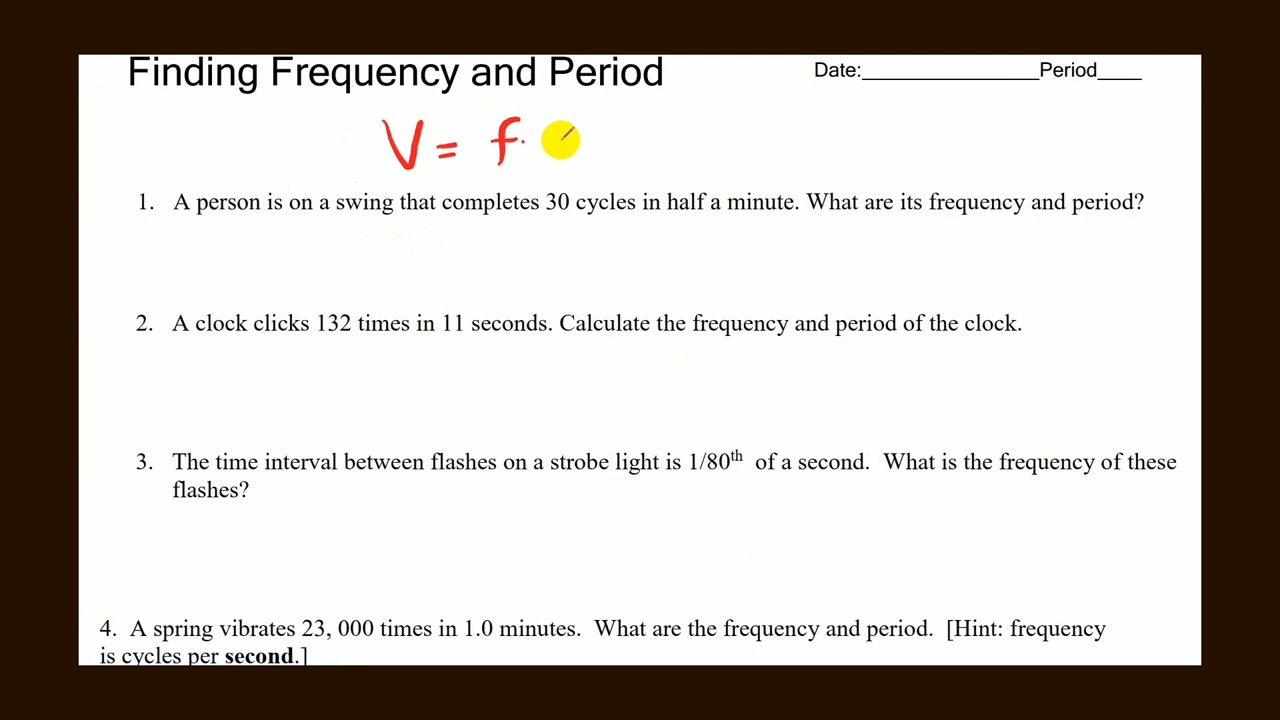 Finding Frequency and Period
Date:________________Period____
V = f.
1. A person is on a swing that completes 30 cycles in half a minute. What are its frequency and period?
2. A clock clicks 132 times in 11 seconds. Calculate the frequency and period of the clock.
3. The time interval between flashes on a strobe light is 1/80th of a second. What is the frequency of these
flashes?
4. A spring vibrates 23, 000 times in 1.0 minutes. What are the frequency and period. [Hint: frequency
is cycles per second.]